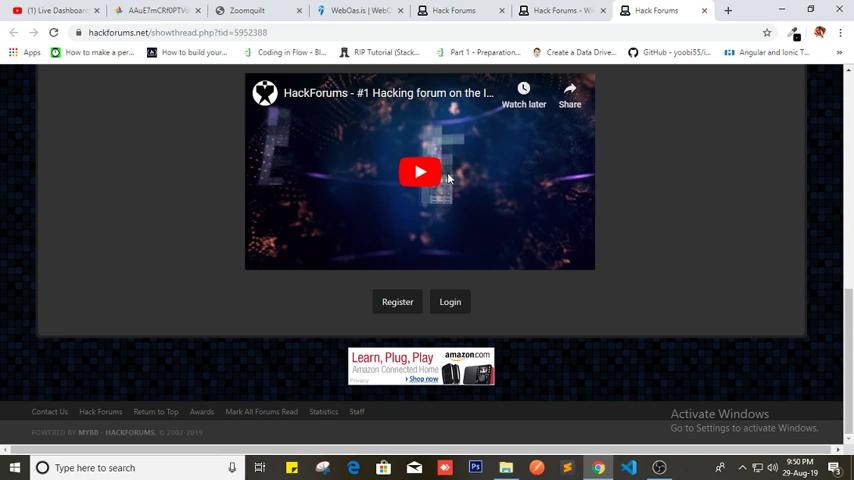 (1) Live Dashboard
AAuE7mCRf0PTVo
Zoomquilt
WebOas.is | WebO
Hack Forums
Hack Forums - Wi
Hack Forums
hackforums.net/showthread.php?tid=5952388
Apps
How to make a per...
How to build your...
Coding in Flow - Bl...
RIP Tutorial (Stack...
Part 1 - Preparation...
Create a Data Drive...
GitHub - yoobi55/i...
Angular and Ionic T...
HackForums - #1 Hacking forum on the I...
Watch later
Share
Register
Login
Learn, Plug, Play
Amazon Connected Home
Privacy
Shop now
amazon.com
Contact Us
Hack Forums
Return to Top
Awards
Mark All Forums Read
Statistics
Staff
POWERED BY MYBB - HACKFORUMS, © 2002-2019
Activate Windows
Go to Settings to activate Windows.
Type here to search
9:50 PM
29-Aug-19
3